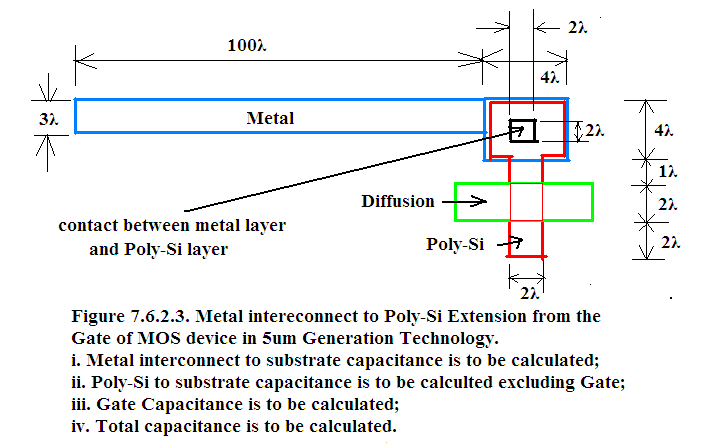 2λ
100λ
4λ
3λ
Metal
2λ
4λ
1λ
Diffusion
2λ
contact between metal layer
and Poly-Si layer
Poly-Si
2λ
2λ
Figure 7.6.2.3. Metal intereconnect to Poly-Si Extension from the
Gate of MOS device in 5um Generation Technology.
i. Metal interconnect to substrate capacitance is to be calculated;
ii. Poly-Si to substrate capacitance is to be calculted excluding Gate;
iii. Gate Capacitance is to be calculated;
iv. Total capacitance is to be calculated.